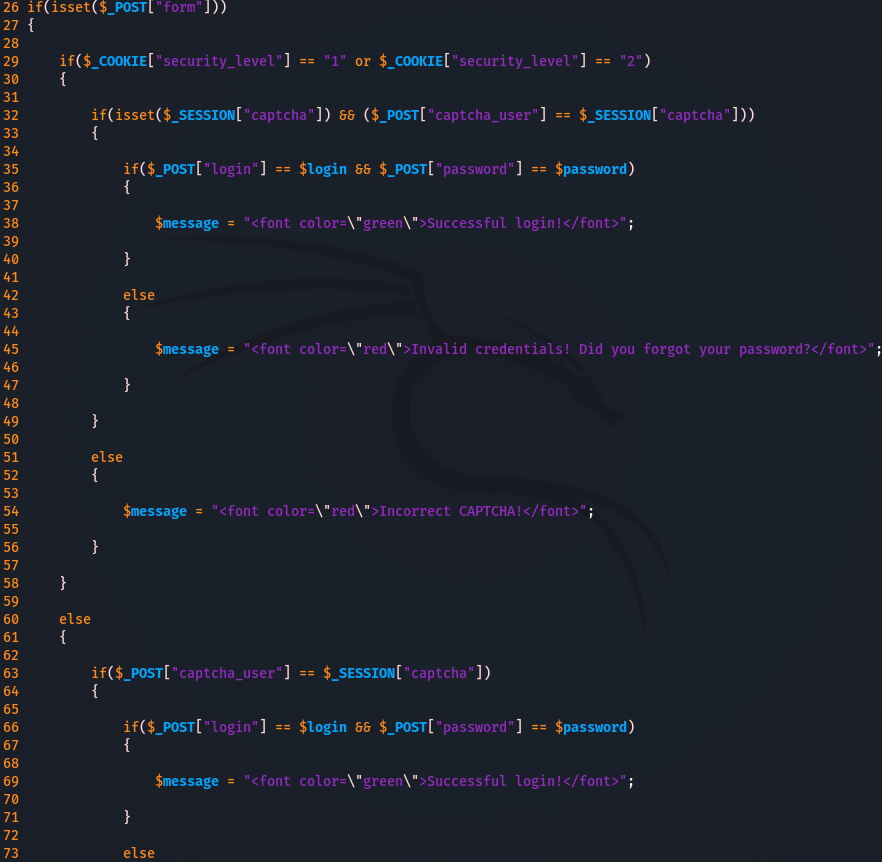 26 if(isset($_POST["form"]))
27 {
28
29     if($_COOKIE["security_level"] == "1" or $_COOKIE["security_level"] == "2")
30     {
31
32         if(isset($_SESSION["captcha"]) && ($_POST["captcha_user"] == $_SESSION["captcha"]))
33         {
34
35             if($_POST["login"] == $login && $_POST["password"] == $password)
36             {
37
38                 $message = "<font color=\"green\">Successful login!</font>";
39
40             }
41
42             else
43             {
44
45                 $message = "<font color=\"red\">Invalid credentials! Did you forgot your password?</font>";
46
47             }
48
49         }
50
51         else
52         {
53
54             $message = "<font color=\"red\">Incorrect CAPTCHA!</font>";
55
56         }
57
58     }
59
60     else
61     {
62
63         if($_POST["captcha_user"] == $_SESSION["captcha"])
64         {
65
66             if($_POST["login"] == $login && $_POST["password"] == $password)
67             {
68
69                 $message = "<font color=\"green\">Successful login!</font>";
70
71             }
72
73             else